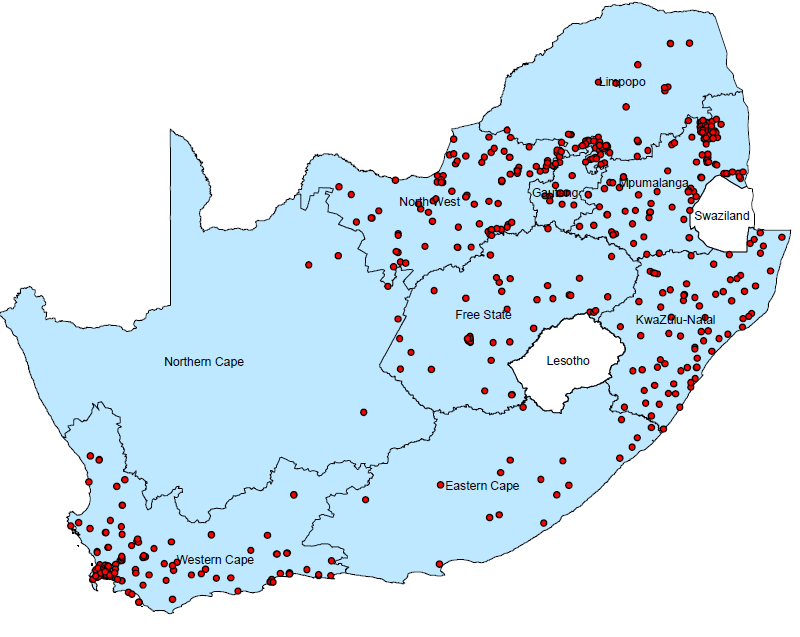 Limpopo
Mpumalanga
Gauteng
North West
Swaziland
Free State
KwaZulu-Natal
Lesotho
Northern Cape
Eastern Cape
Western Cape